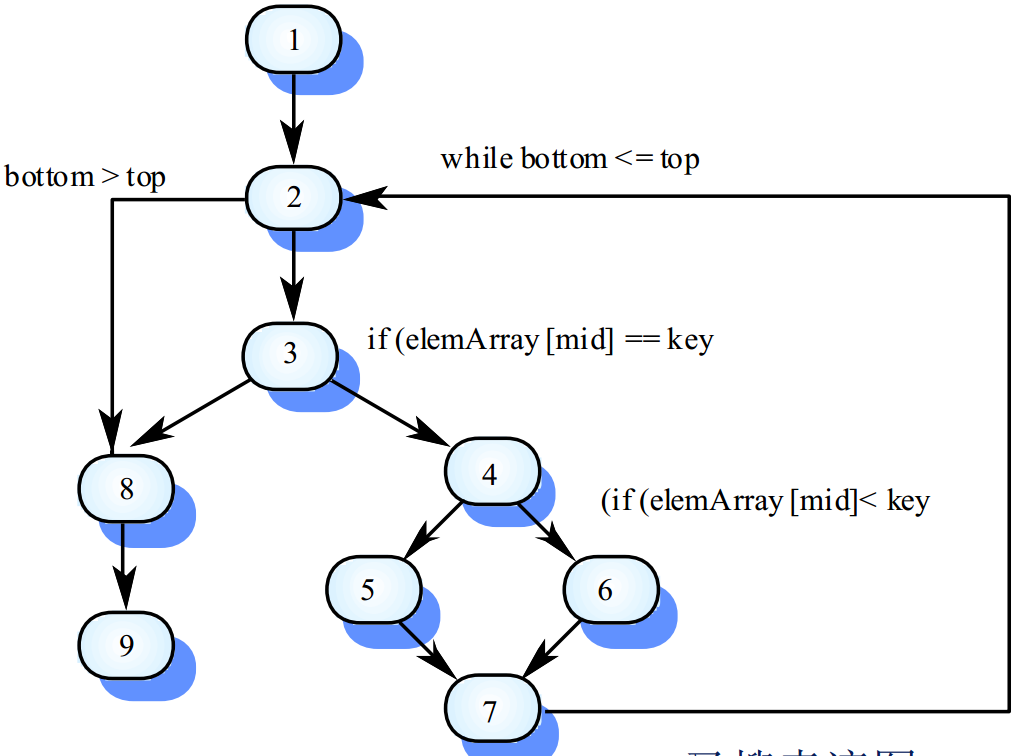 1
bottom > top
while bottom <= top
2
3
if (elemArray [mid] == key
8
4
(if (elemArray [mid]< key
5
6
9
7